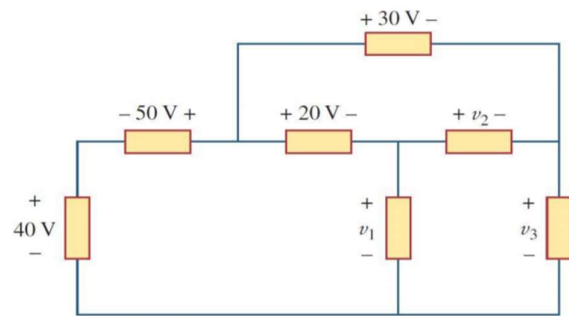 + 30 V –
– 50 V +
+ 20 V –
+ v₂ –
+
40 V
–
+
v₁
–
+
v₃
–